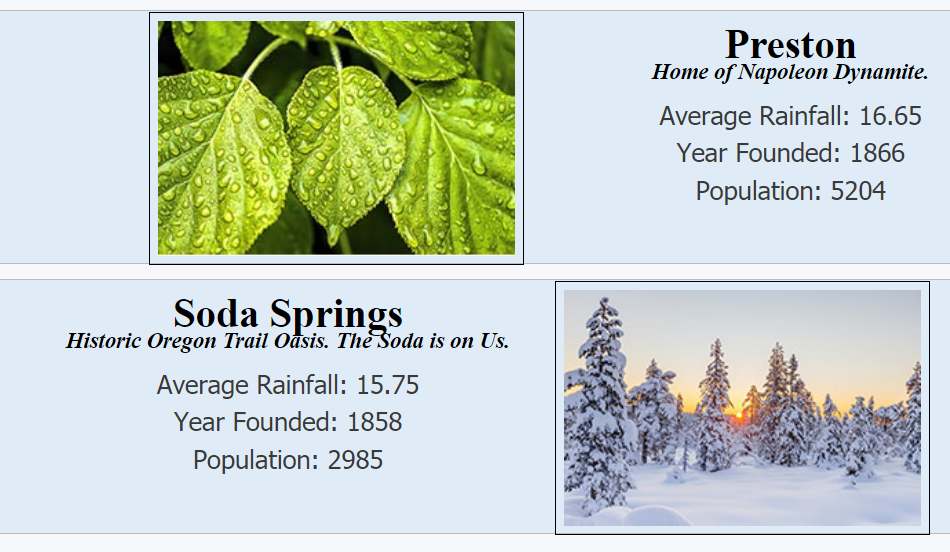 Preston
Home of Napoleon Dynamite.
Average Rainfall: 16.65
Year Founded: 1866
Population: 5204
Soda Springs
Historic Oregon Trail Oasis. The Soda is on Us.
Average Rainfall: 15.75
Year Founded: 1858
Population: 2985